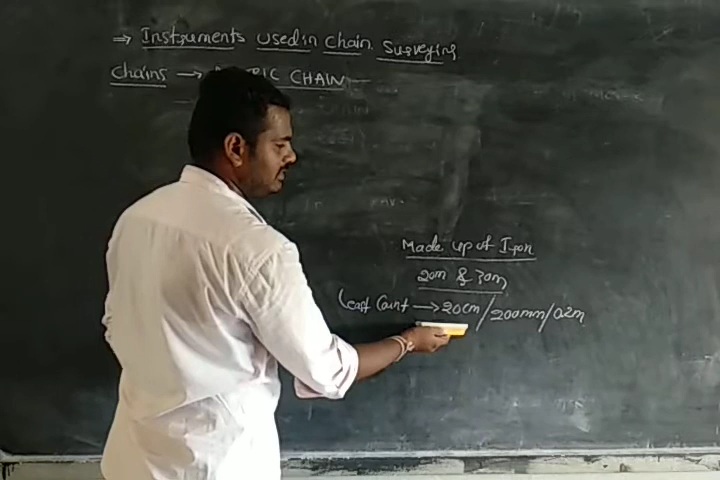 ⇒ Instruments used in Chain Surveying
Chains → RIC CHAIN
Made up of Iron
20m & 30m
Least Count → 20cm/200mm/0.2m